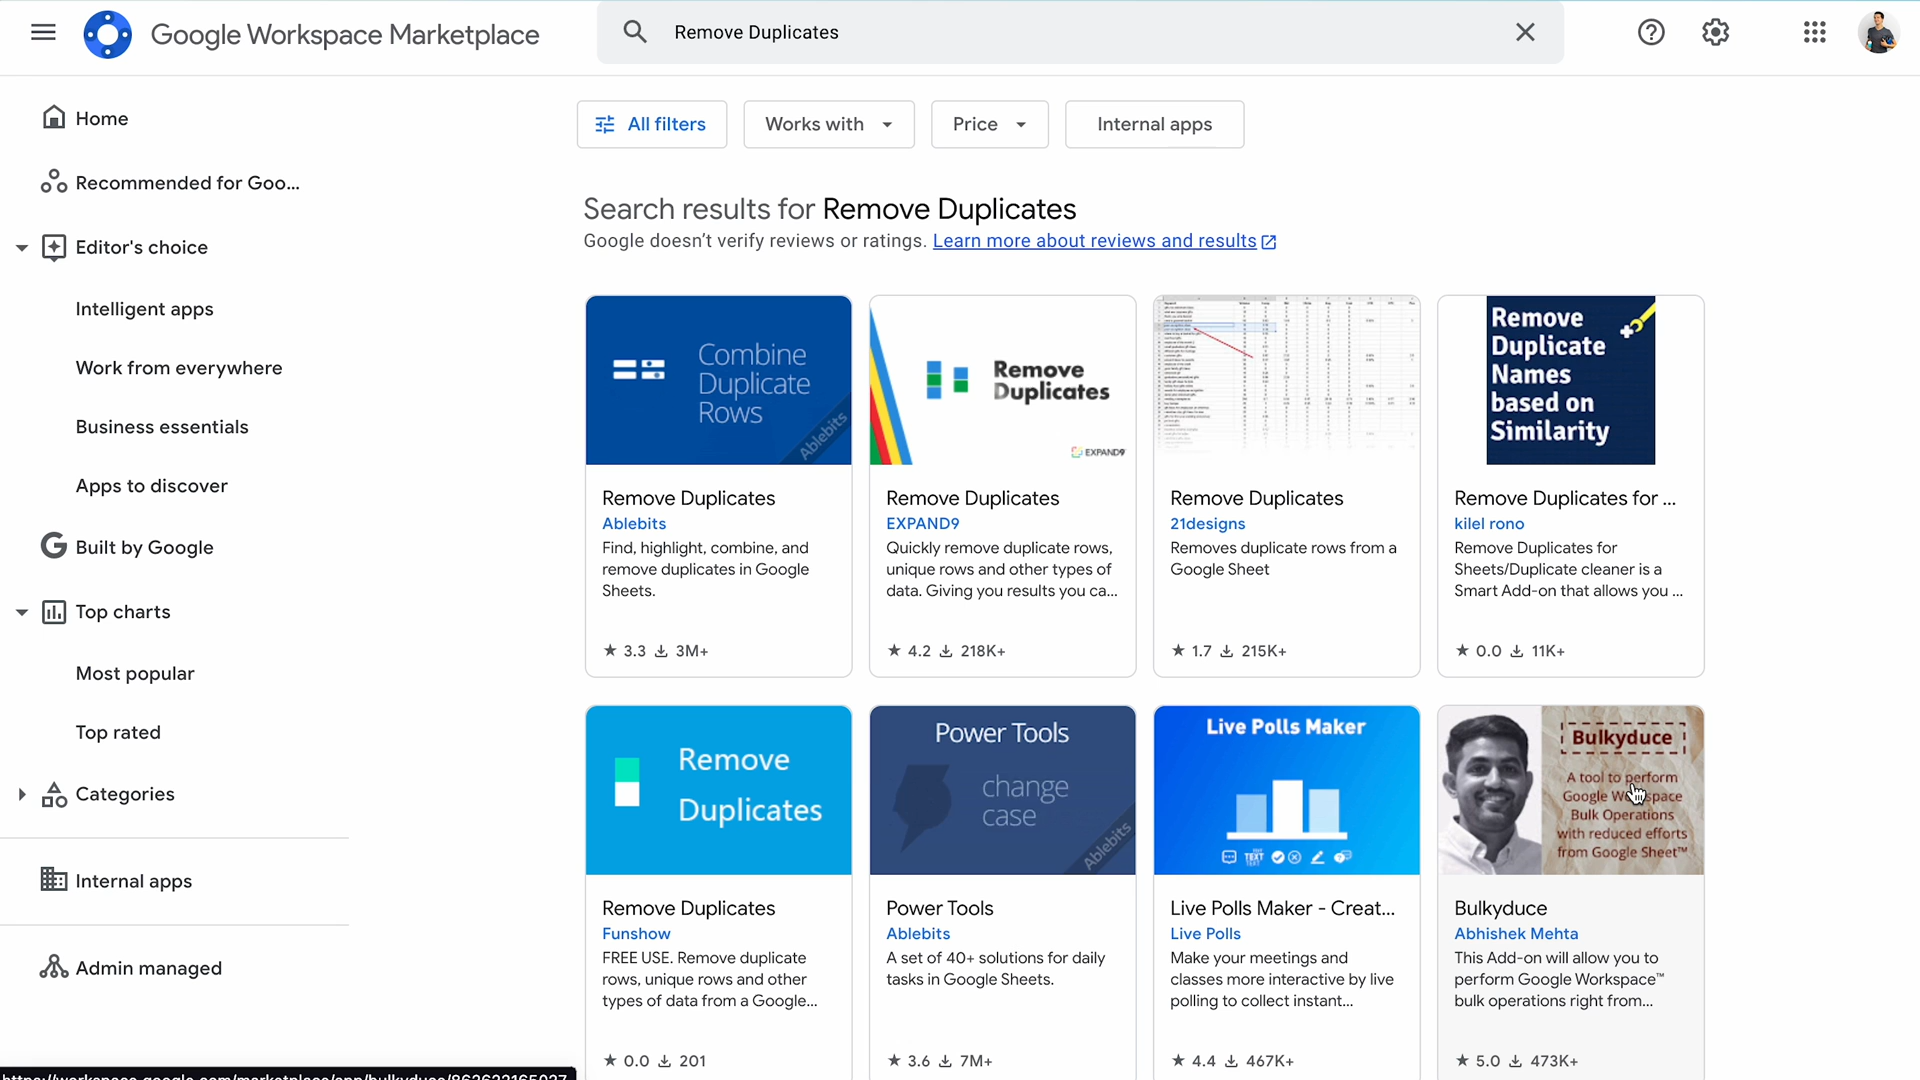 Google Workspace Marketplace
Remove Duplicates
Home
Recommended for Goo...
Editor's choice
Intelligent apps
Work from everywhere
Business essentials
Apps to discover
Built by Google
Top charts
Most popular
Top rated
Categories
Internal apps
Admin managed
All filters
Works with
Price
Internal apps
Search results for Remove Duplicates
Google doesn't verify reviews or ratings. Learn more about reviews and results
Combine
Duplicate
Rows
Ablebits
Remove Duplicates
Ablebits
Find, highlight, combine, and
remove duplicates in Google
Sheets.
3.3 3M+
Remove
Duplicates
EXPAND9
Remove Duplicates
EXPAND9
Quickly remove duplicate rows,
unique rows and other types of
data. Giving you results you ca...
4.2 218K+
Remove Duplicates
21designs
Removes duplicate rows from a
Google Sheet
1.7 215K+
Remove
Duplicate
Names
based on
Similarity
Remove Duplicates for ...
kilel rono
Remove Duplicates for
Sheets/Duplicate cleaner is a
Smart Add-on that allows you ...
0.0 11K+
Remove
Duplicates
Remove Duplicates
Funshow
FREE USE. Remove duplicate
rows, unique rows and other
types of data from a Google...
0.0 201
Power Tools
change
case
Ablebits
Power Tools
Ablebits
A set of 40+ solutions for daily
tasks in Google Sheets.
3.6 7M+
Live Polls Maker
TEXT
Live Polls Maker - Creat...
Live Polls
Make your meetings and
classes more interactive by live
polling to collect instant...
4.4 467K+
Bulkyduce
A tool to perform
Google Workspace
Bulk Operations
with reduced efforts
from Google Sheet™
Bulkyduce
Abhishek Mehta
This Add-on will allow you to
perform Google Workspace™
bulk operations right from...
5.0 473K+